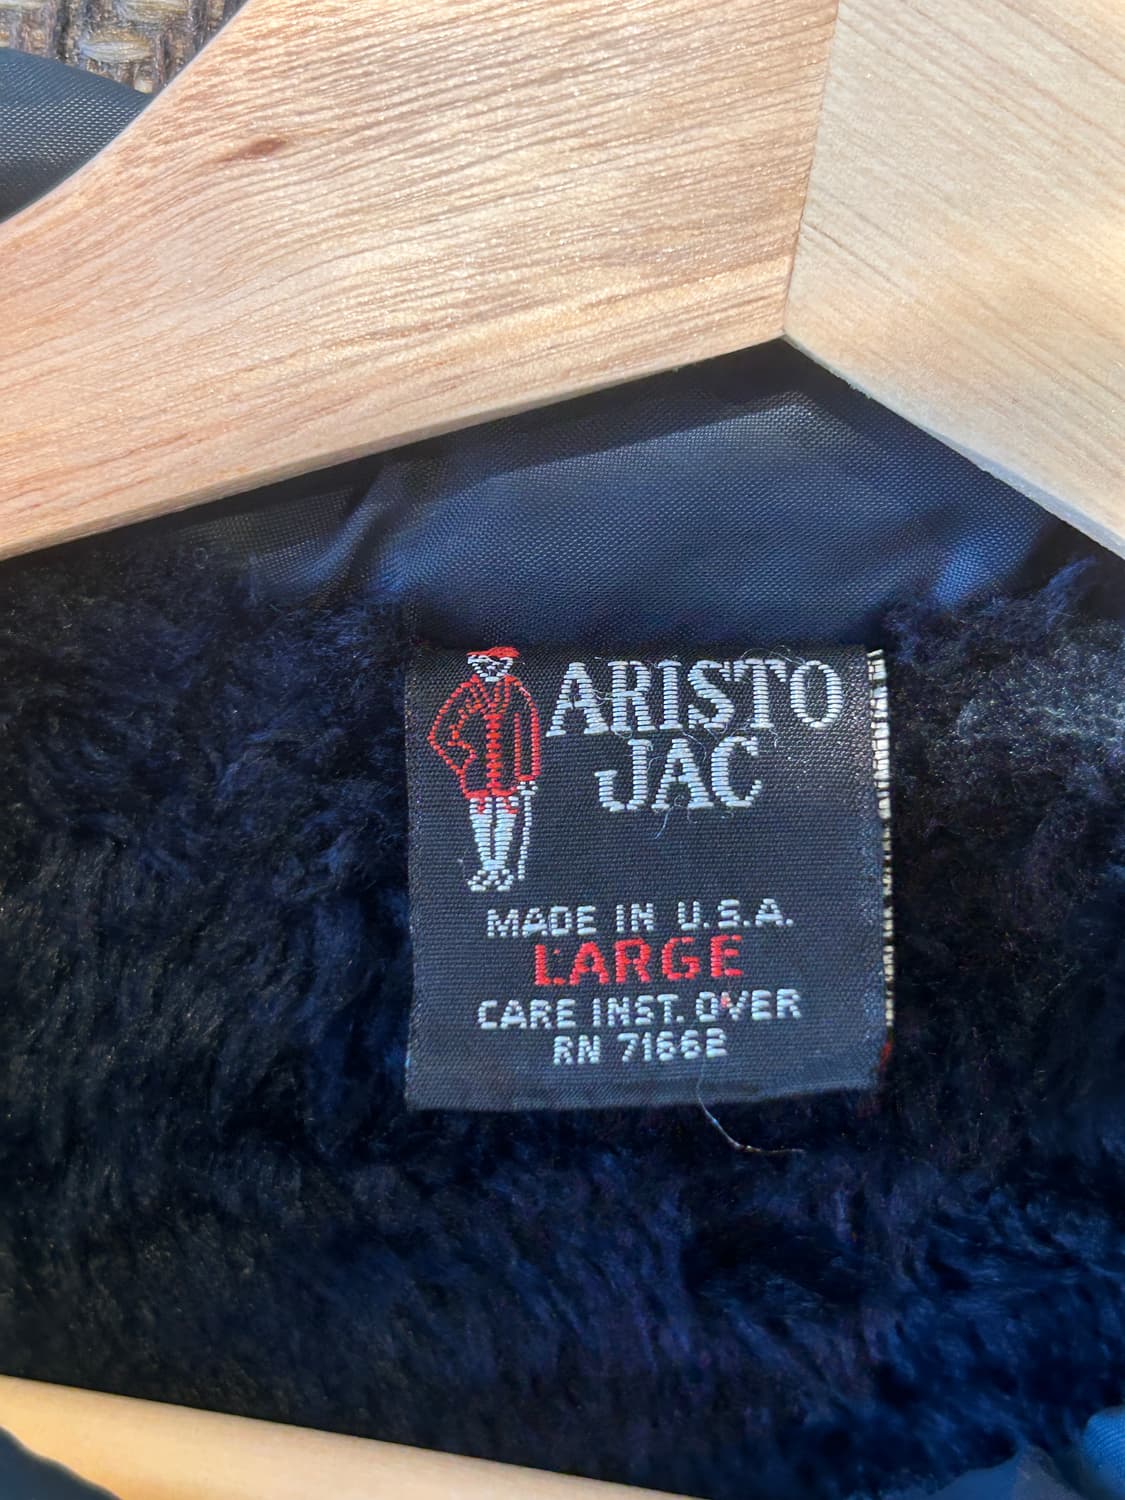 ARISTO
JAC
MADE IN U.S.A.
LARGE
CARE INST. OVER
RN 71662